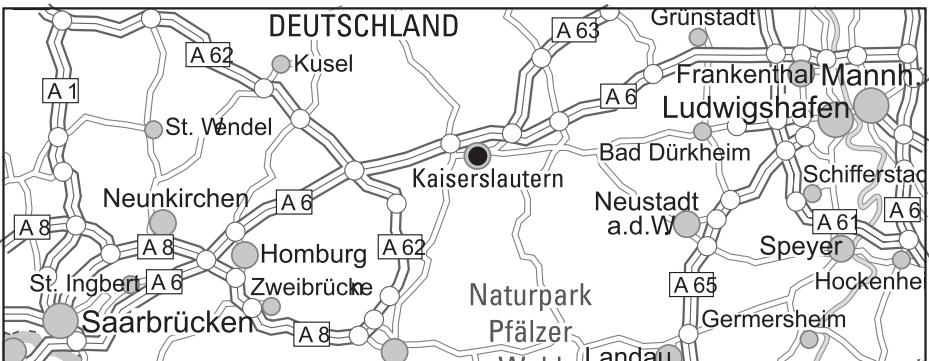 DEUTSCHLAND
A 63
Grünstadt
A 62
Kusel
Frankenthal
Mannh.
A 1
A 6
Ludwigshafen
St. Wendel
Bad Dürkheim
Kaiserslautern
Schifferstad
Neunkirchen
A 6
Neustadt
a.d.W
A 61
A 6
A 8
A 8
Homburg
A 62
Speyer
St. Ingbert
A 6
Zweibrücke
Hockenhei
A 65
Naturpark
Pfälzer
Saarbrücken
A 8
Germersheim
Landau